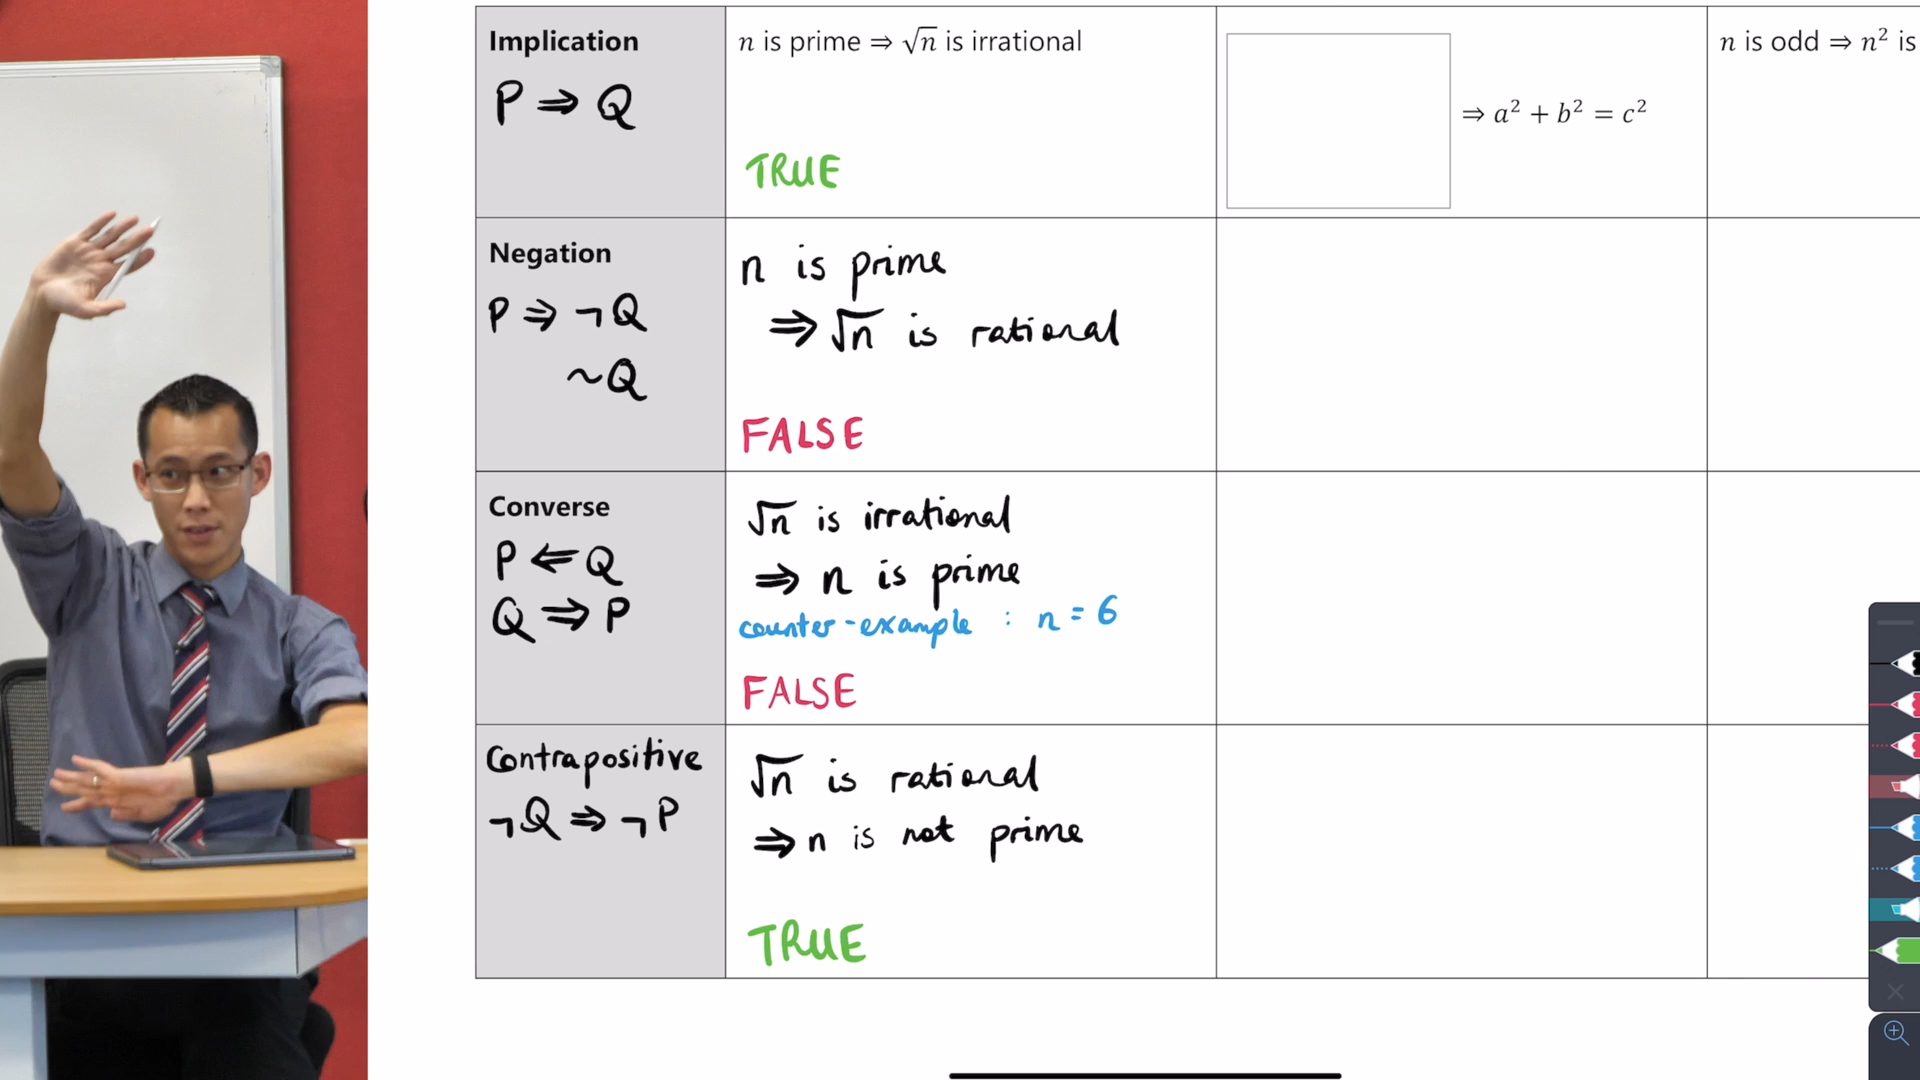 Implication
P ⇒ Q
n is prime ⇒ √n is irrational
TRUE
⇒ a² + b² = c²
n is odd ⇒ n² is
Negation
P ⇒ ¬Q
~Q
n is prime
⇒ √n is rational
FALSE
Converse
P ⇐ Q
Q ⇒ P
√n is irrational
⇒ n is prime
counter-example : n = 6
FALSE
Contrapositive
¬Q ⇒ ¬P
√n is rational
⇒ n is not prime
TRUE